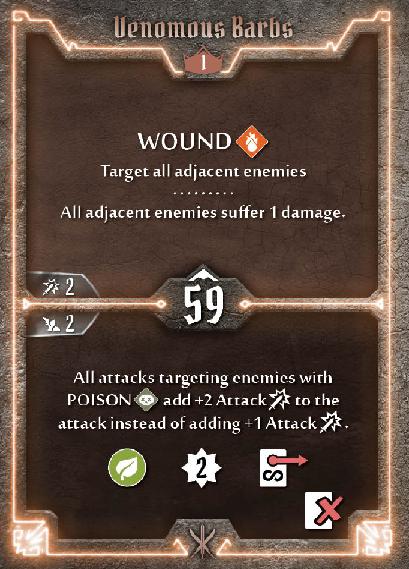 Venomous Barbs
1
WOUND
Target all adjacent enemies
All adjacent enemies suffer 1 damage.
2
59
2
All attacks targeting enemies with
POISON add +2 Attack to the
attack instead of adding +1 Attack .
2